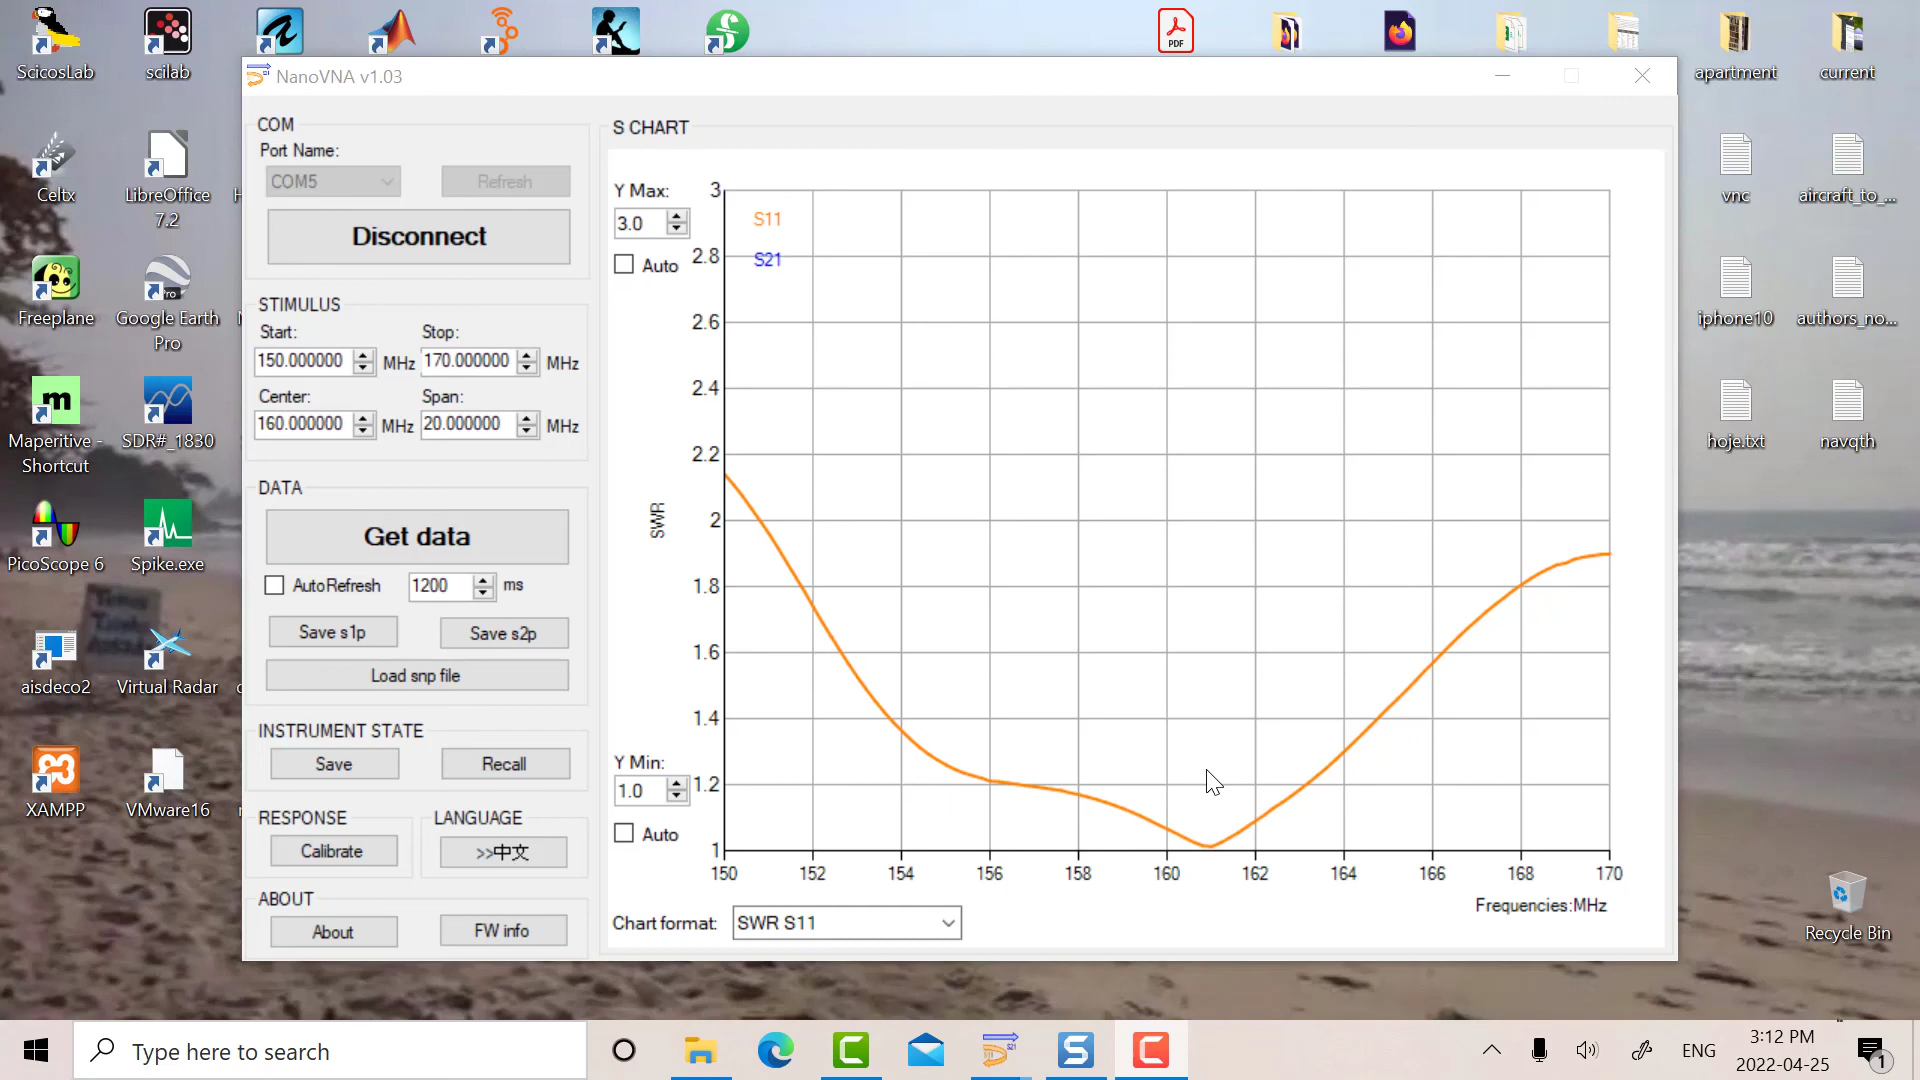 ScicosLab
scilab
PDF
apartment
current
NanoVNA v1.03
COM
Port Name:
COM5
Refresh
Disconnect
STIMULUS
Start:
Stop:
150.000000
MHz
170.000000
MHz
Center:
Span:
160.000000
MHz
20.000000
MHz
DATA
Get data
AutoRefresh
1200
ms
Save s1p
Save s2p
Load snp file
INSTRUMENT STATE
Save
Recall
RESPONSE
LANGUAGE
Calibrate
>>中文
ABOUT
About
FW info
S CHART
Y Max:
3.0
Auto
S11
S21
3
2.8
2.6
2.4
2.2
2
1.8
1.6
1.4
1.2
1
SWR
Y Min:
1.0
Auto
150
152
154
156
158
160
162
164
166
168
170
Frequencies:MHz
Chart format:
SWR S11
Celtx
LibreOffice
7.2
Freeplane
Google Earth
Pro
Maperitive -
Shortcut
SDR#_1830
PicoScope 6
Spike.exe
aisdeco2
Virtual Radar
XAMPP
VMware16
vnc
aircraft_to_...
iphone10
authors_no...
hoje.txt
navqth
Recycle Bin
Type here to search
ENG
3:12 PM
2022-04-25
1